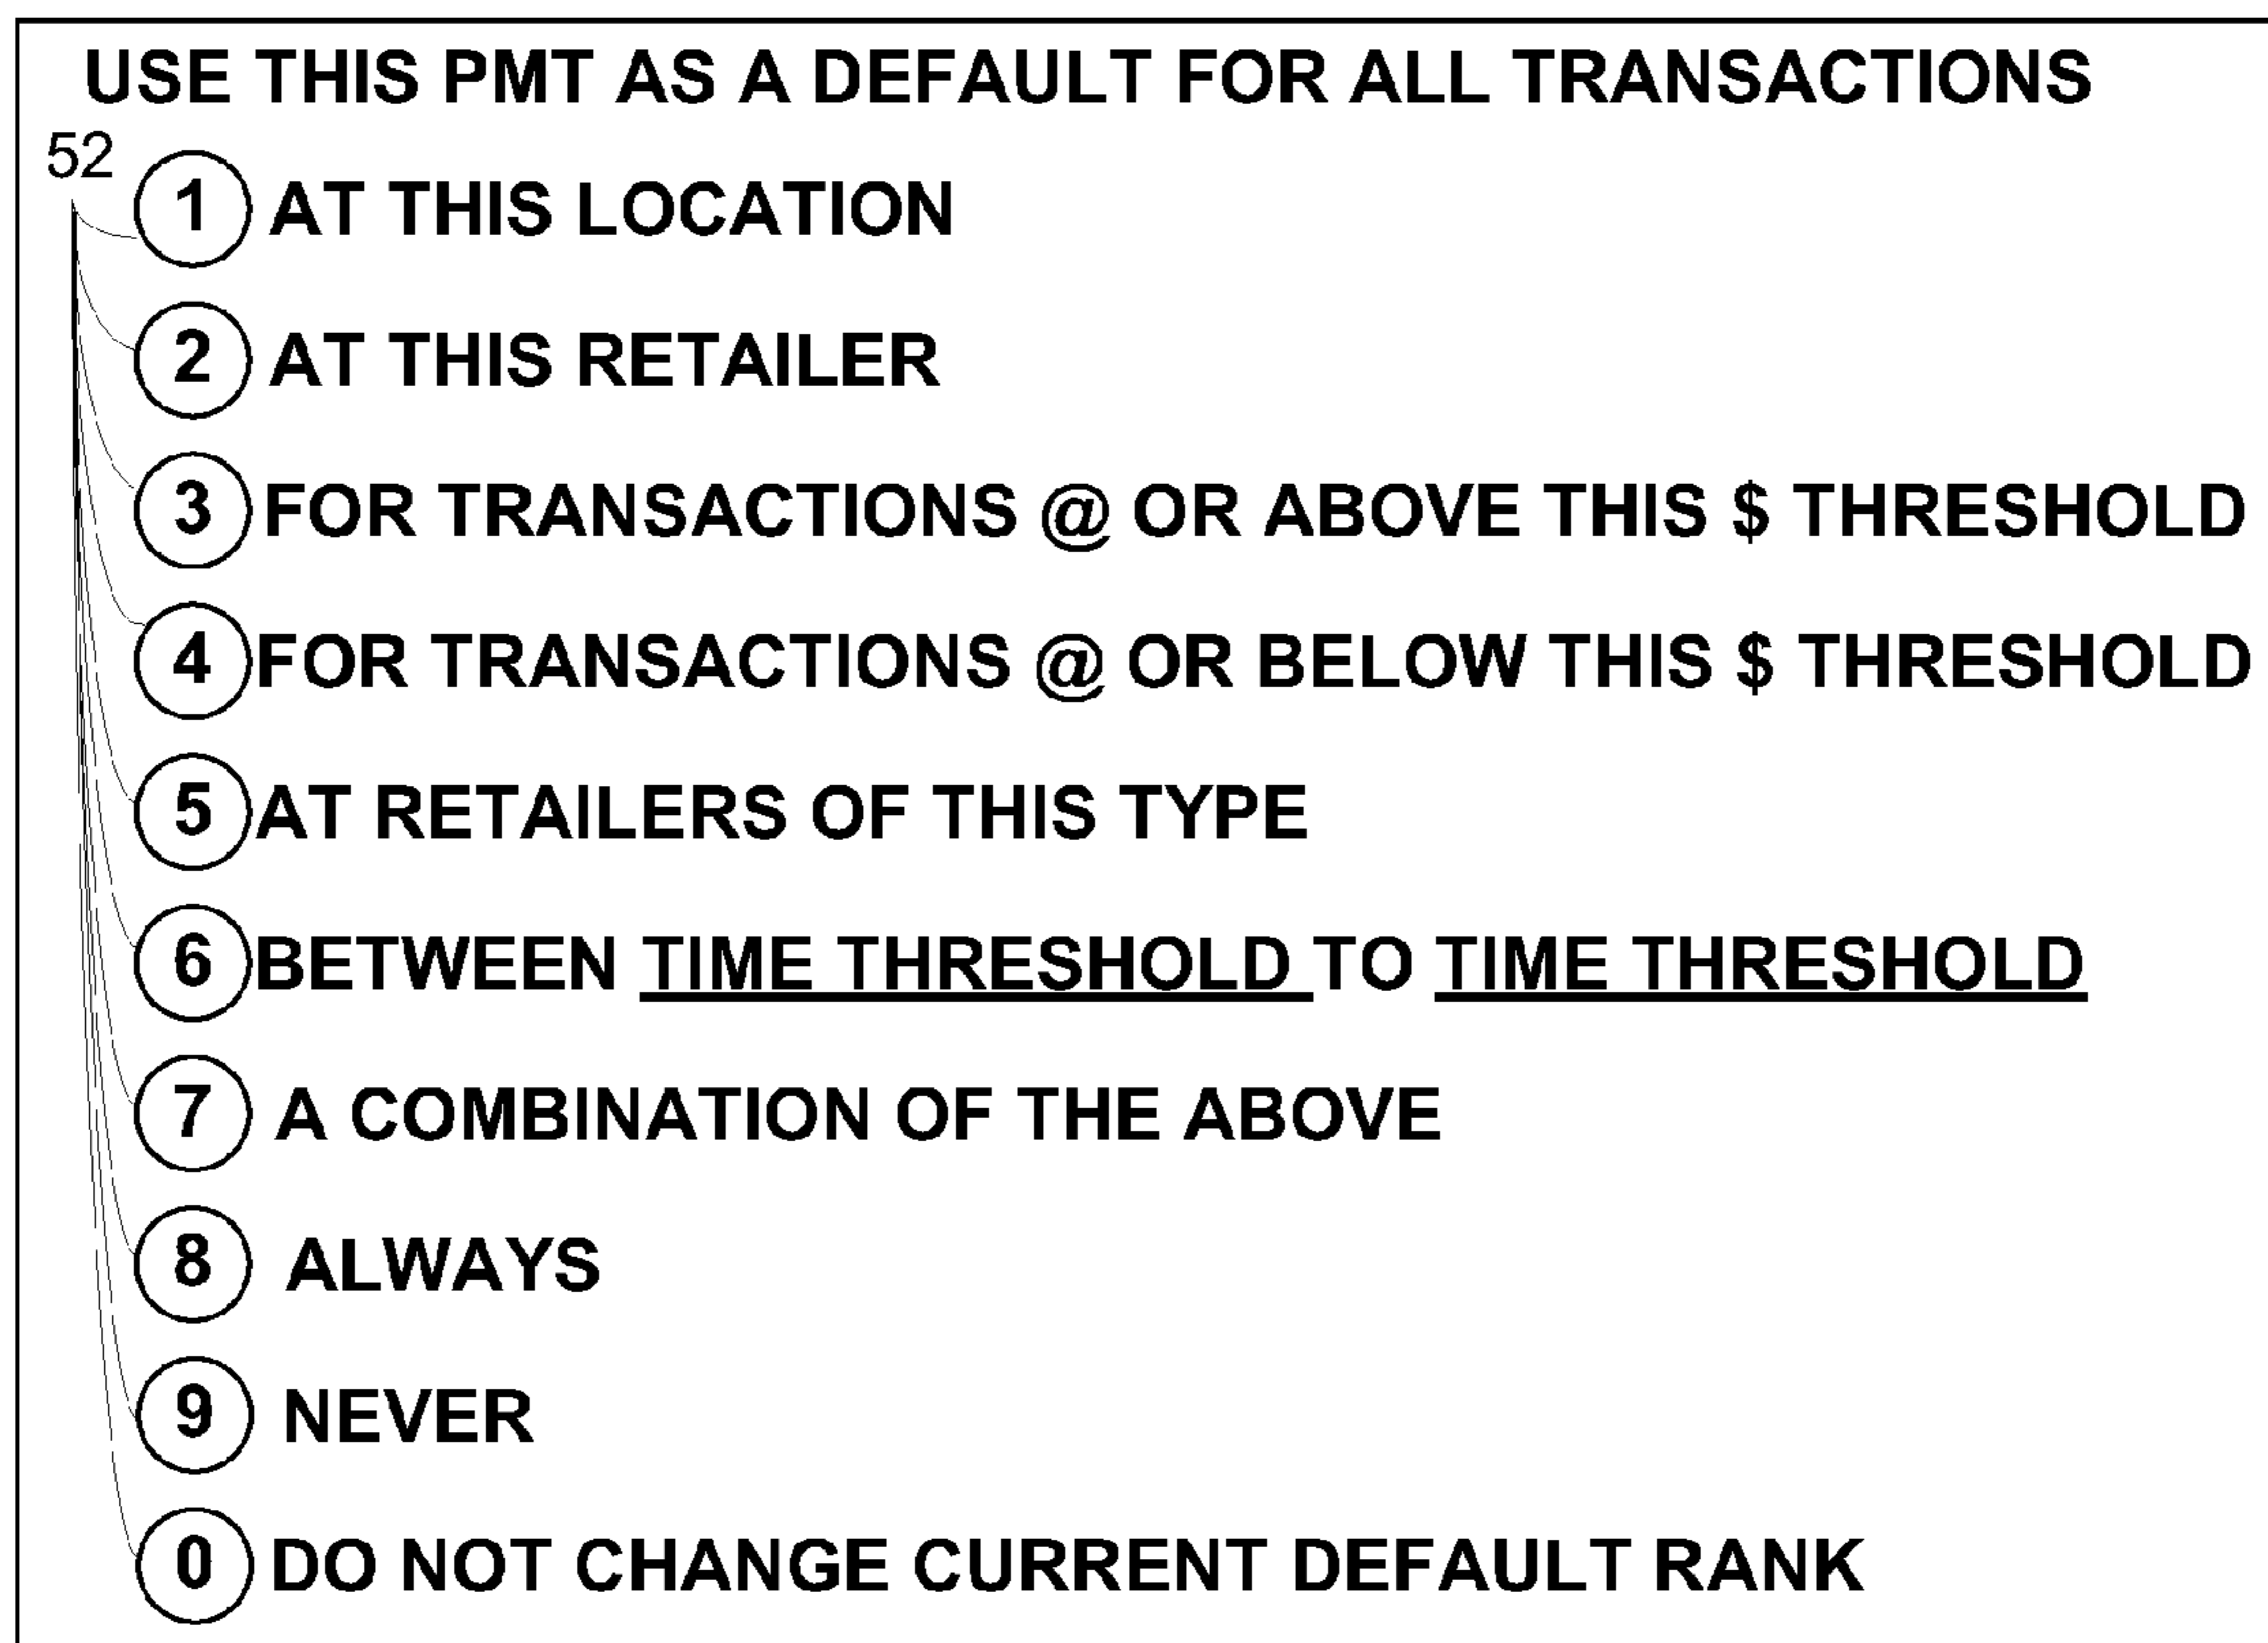 USE THIS PMT AS A DEFAULT FOR ALL TRANSACTIONS
52
1 AT THIS LOCATION
2 AT THIS RETAILER
3 FOR TRANSACTIONS @ OR ABOVE THIS $ THRESHOLD
4 FOR TRANSACTIONS @ OR BELOW THIS $ THRESHOLD
5 AT RETAILERS OF THIS TYPE
6 BETWEEN TIME THRESHOLD TO TIME THRESHOLD
7 A COMBINATION OF THE ABOVE
8 ALWAYS
9 NEVER
0 DO NOT CHANGE CURRENT DEFAULT RANK